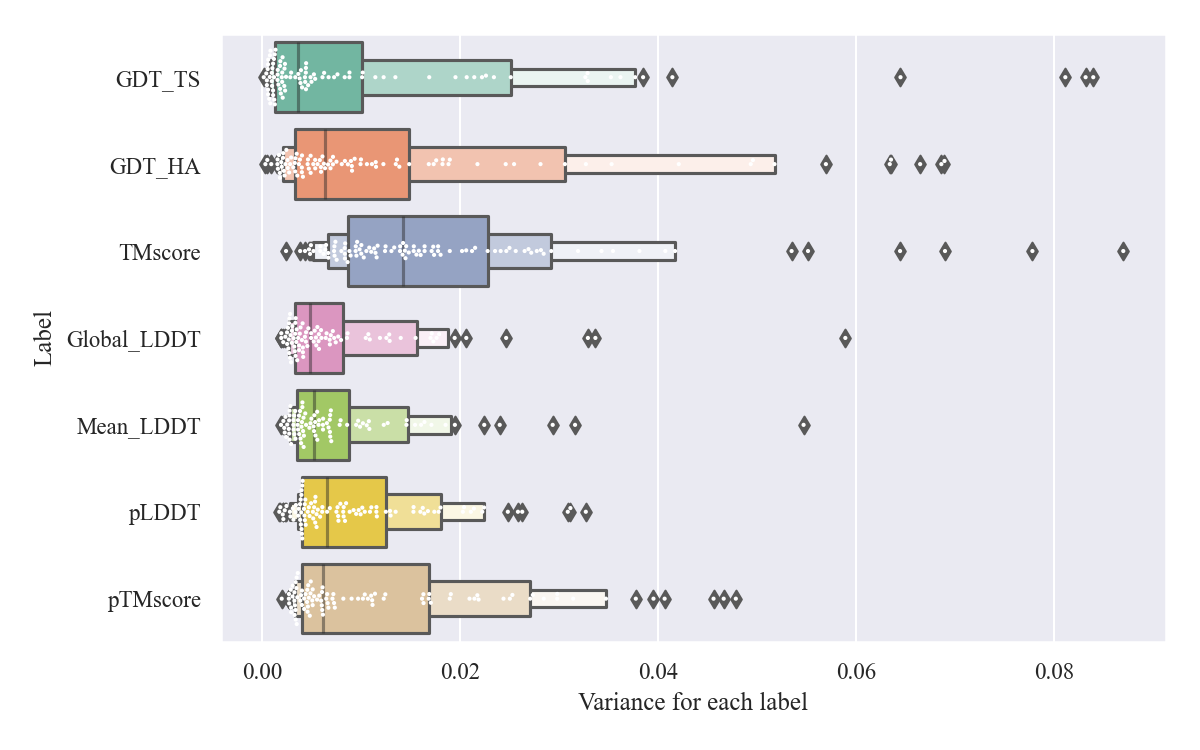 GDT_TS
GDT_HA
TMscore
Global_LDDT
Mean_LDDT
pLDDT
pTMscore
Label
0.00 0.02 0.04 0.06 0.08
Variance for each label